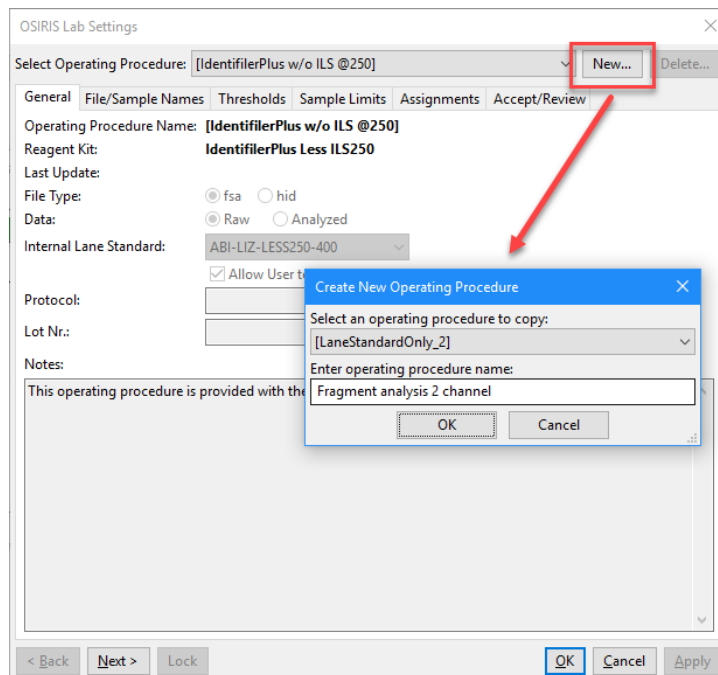 OSIRIS Lab Settings
Select Operating Procedure: [IdentifilerPlus w/o ILS @250] New... Delete...
General File/Sample Names Thresholds Sample Limits Assignments Accept/Review
Operating Procedure Name: [IdentifilerPlus w/o ILS @250]
Reagent Kit: IdentifilerPlus Less ILS250
Last Update:
File Type: fsa hid
Data: Raw Analyzed
Internal Lane Standard: ABI-LIZ-LESS250-400
Allow User
Create New Operating Procedure
Protocol:
Select an operating procedure to copy:
[LaneStandardOnly_2]
Lot Nr.:
Enter operating procedure name:
Notes:
This operating procedure is provided with the
Fragment analysis 2 channel
OK Cancel
< Back Next > Lock OK Cancel Apply